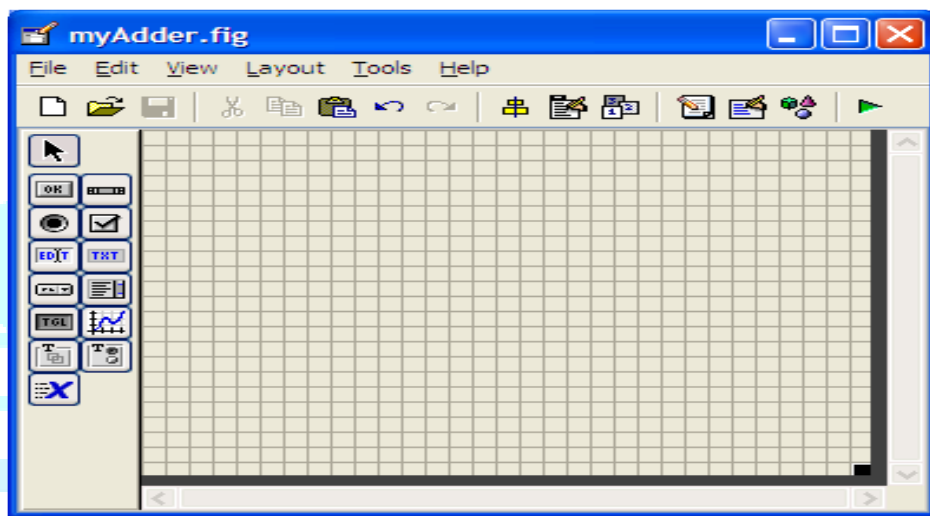 myAdder.fig
File Edit View Layout Tools Help
OK
EDIT TXT
TGL
T T
X